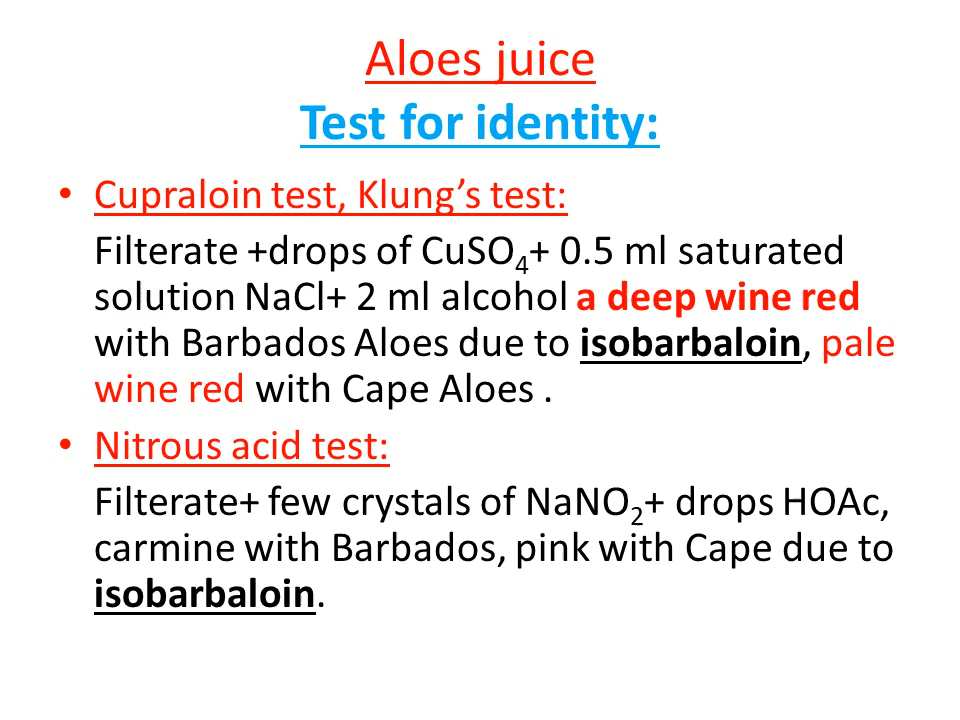 Aloes juice
Test for identity:
• Cupraloin test, Klung’s test:
Filterate +drops of CuSO4+ 0.5 ml saturated
solution NaCl+ 2 ml alcohol a deep wine red
with Barbados Aloes due to isobarbaloin, pale
wine red with Cape Aloes .
• Nitrous acid test:
Filterate+ few crystals of NaNO2+ drops HOAc,
carmine with Barbados, pink with Cape due to
isobarbaloin.